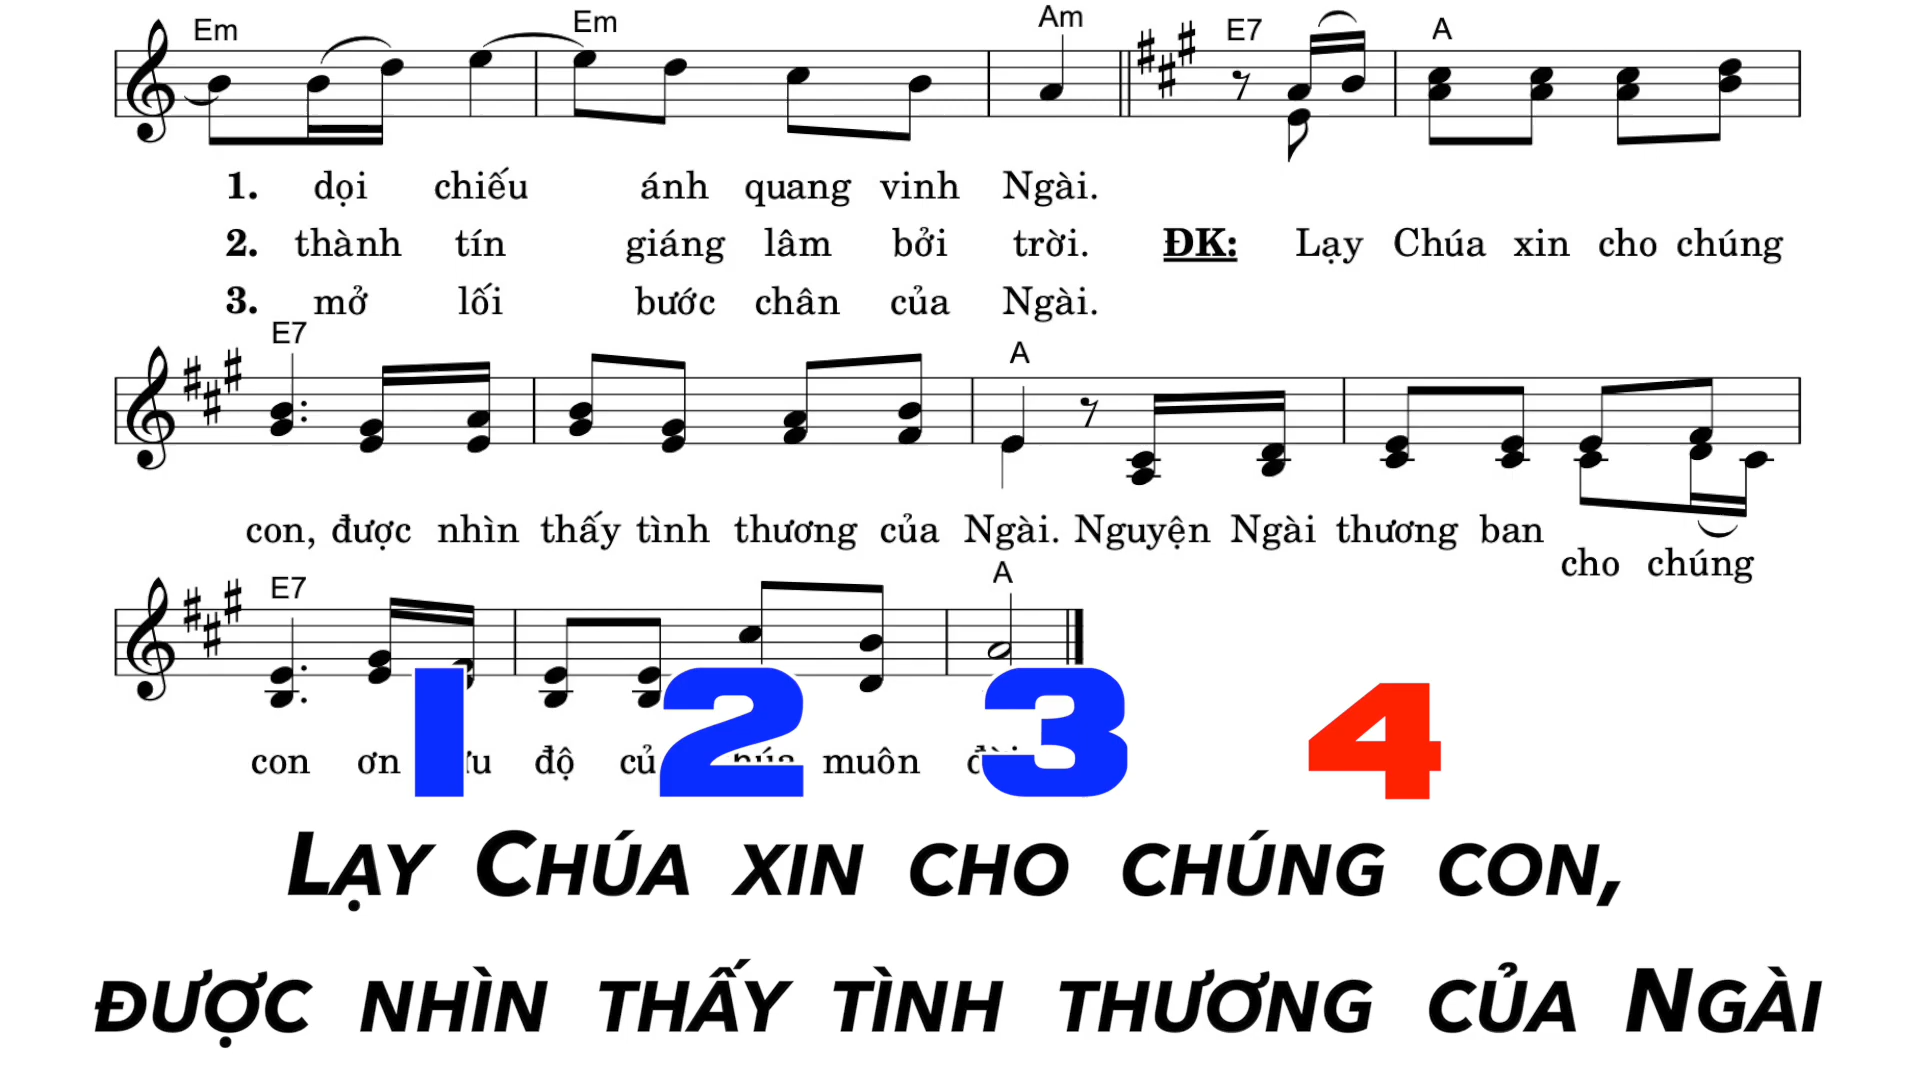 Em Em Am E7 A
1. dọi chiếu ánh quang vinh Ngài.
2. thành tín giáng lâm bởi trời. ĐK: Lạy Chúa xin cho chúng
3. mở lối bước chân của Ngài.
E7 A
con, được nhìn thấy tình thương của Ngài. Nguyện Ngài thương ban
cho chúng
E7 A
con ơn độ muôn
1 2 3 4
LẠY CHÚA XIN CHO CHÚNG CON,
ĐƯỢC NHÌN THẤY TÌNH THƯƠNG CỦA NGÀI